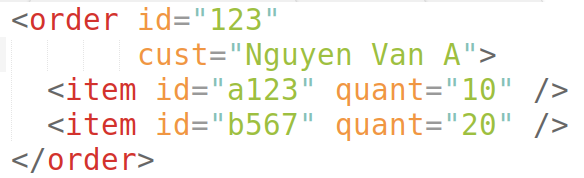 <order id="123"
cust="Nguyen Van A">
<item id="a123" quant="10" />
<item id="b567" quant="20" />
</order>